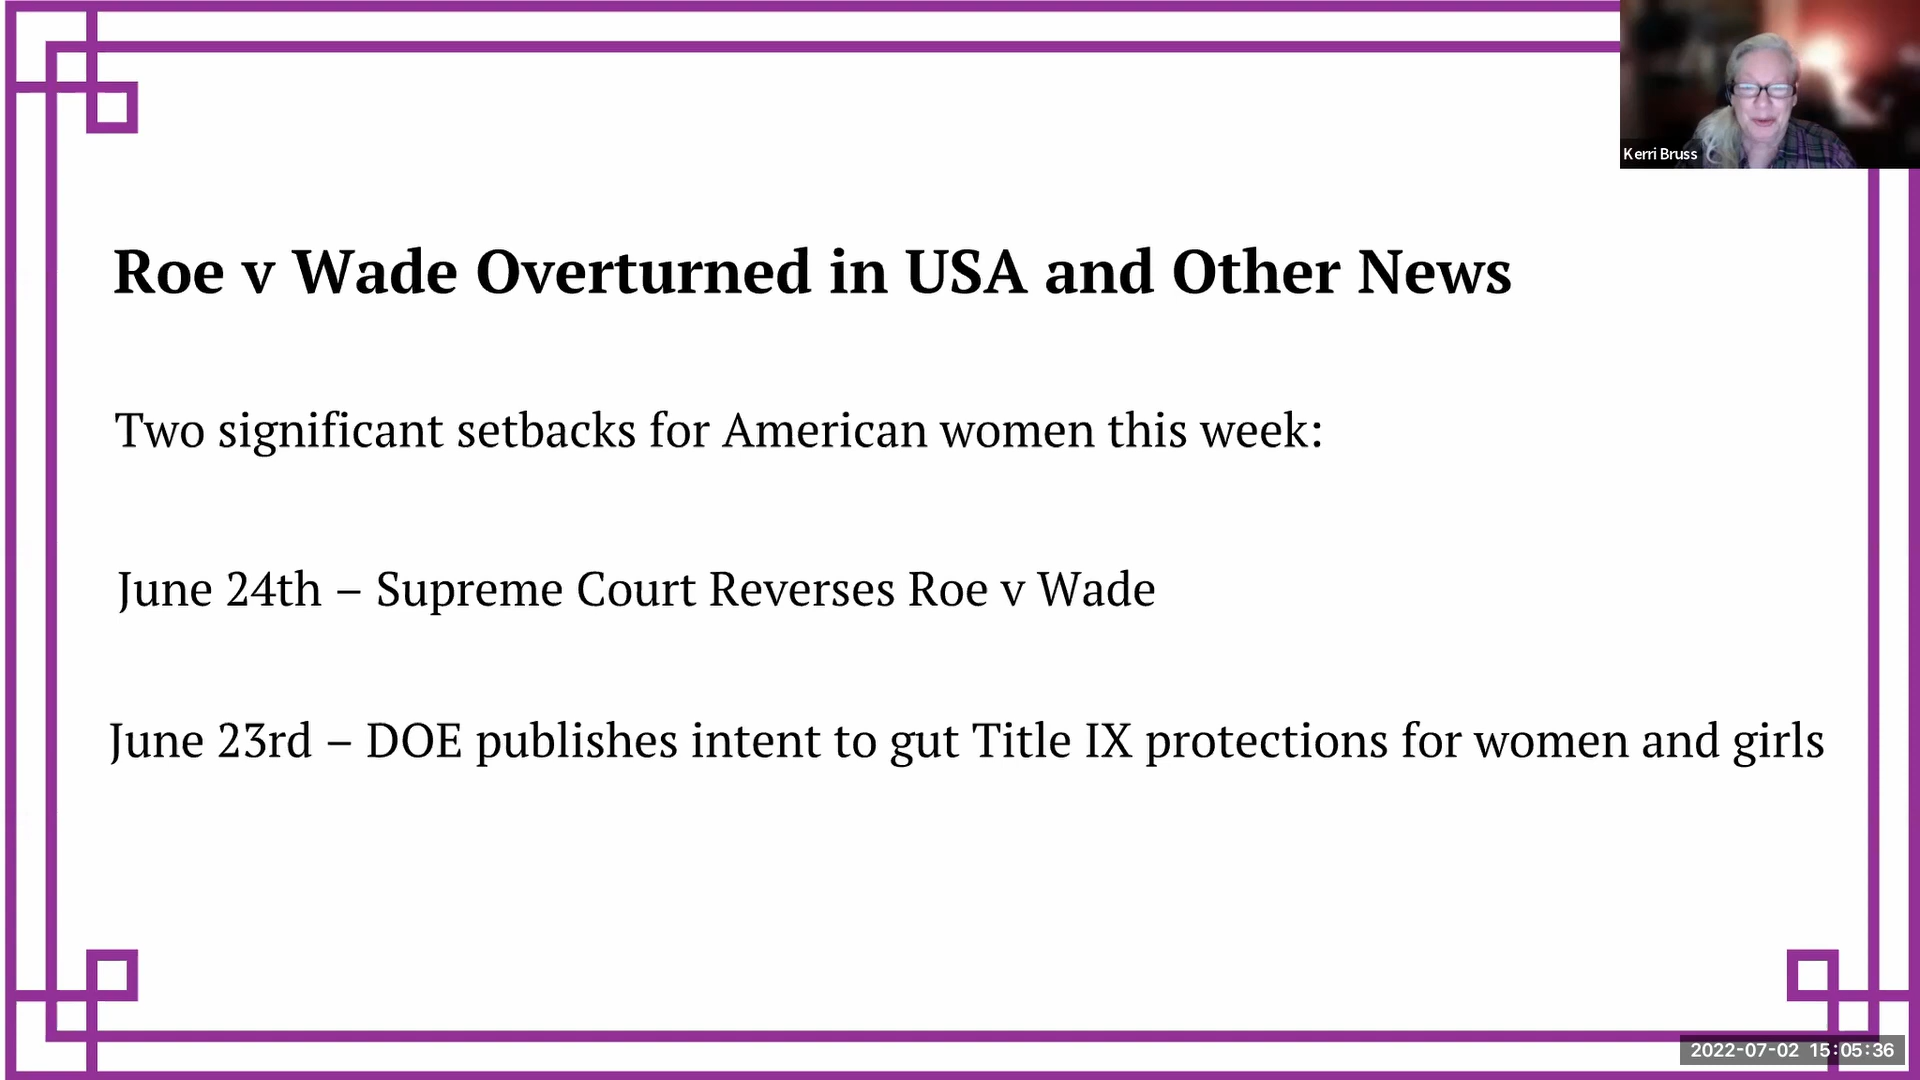 Kerri Bruss
Roe v Wade Overturned in USA and Other News
Two significant setbacks for American women this week:
June 24th – Supreme Court Reverses Roe v Wade
June 23rd – DOE publishes intent to gut Title IX protections for women and girls
2022-07-02 15:05:36